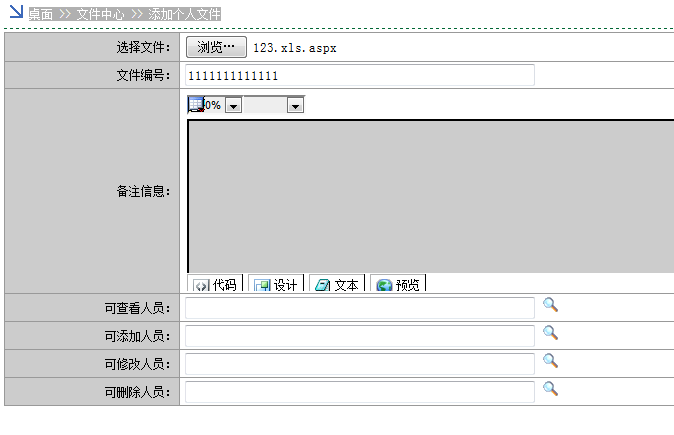 桌面 >> 文件中心 >> 添加个人文件
选择文件： 浏览… 123.xls.aspx
文件编号： 1111111111111
0%
备注信息：
代码 设计 文本 预览
可查看人员：
可添加人员：
可修改人员：
可删除人员：